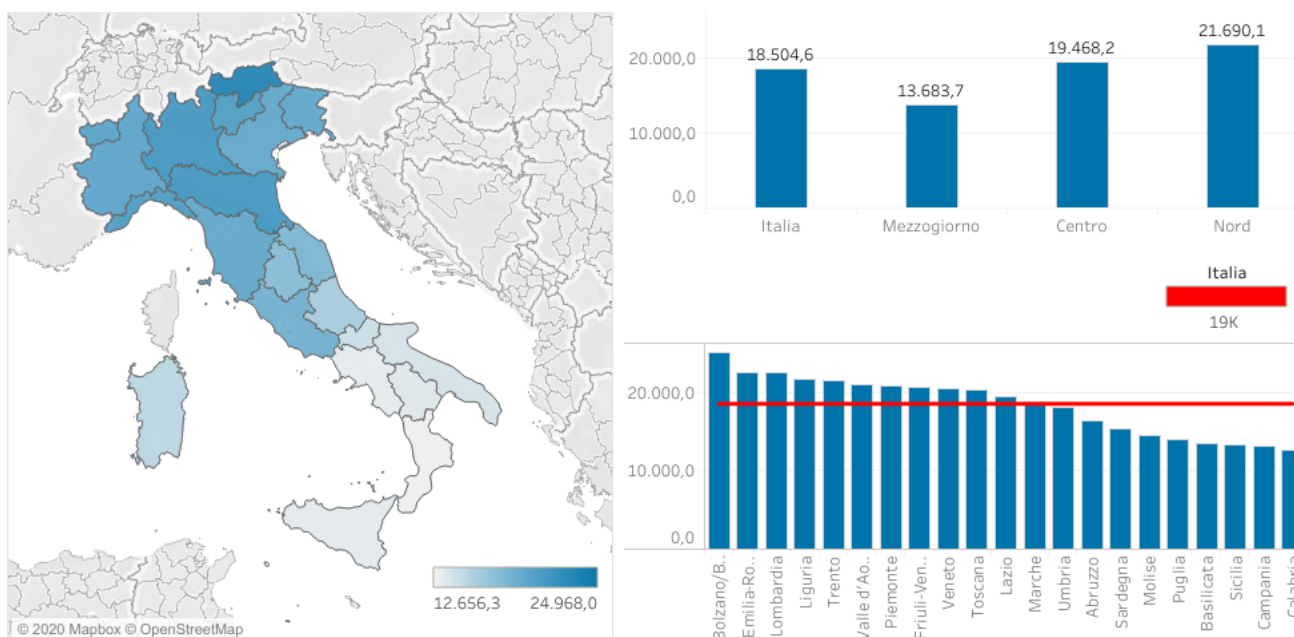 12.656,3 24.968,0
© 2020 Mapbox © OpenStreetMap
20.000,0
10.000,0
0,0
18.504,6
13.683,7
19.468,2
21.690,1
Italia
Mezzogiorno
Centro
Nord
Italia
19K
20.000,0
10.000,0
0,0
Bolzano/B..
Emilia-Ro..
Lombardia
Liguria
Trento
Valle d'Ao..
Piemonte
Friuli-Ven..
Veneto
Toscana
Lazio
Marche
Umbria
Abruzzo
Sardegna
Molise
Puglia
Basilicata
Sicilia
Campania
Calabria